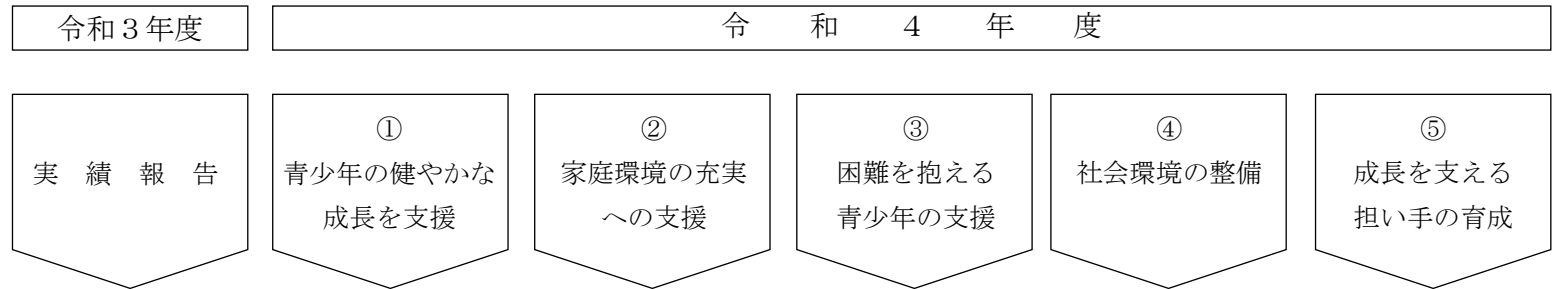 令和３年度
令和４年度
実績報告
①
青少年の健やかな
成長を支援
②
家庭環境の充実
への支援
③
困難を抱える
青少年の支援
④
社会環境の整備
⑤
成長を支える
担い手の育成